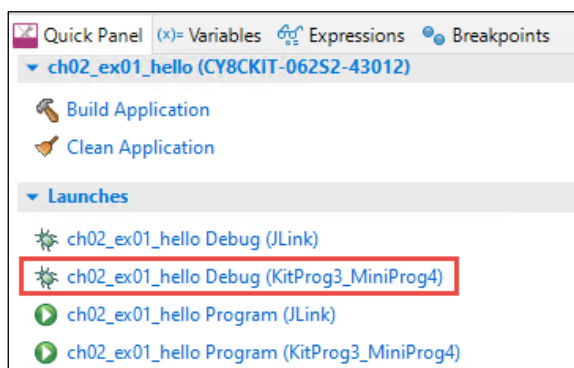 Quick Panel (x)= Variables Expressions Breakpoints
ch02_ex01_hello (CY8CKIT-062S2-43012)
Build Application
Clean Application
Launches
ch02_ex01_hello Debug (JLink)
ch02_ex01_hello Debug (KitProg3_MiniProg4)
ch02_ex01_hello Program (JLink)
ch02_ex01_hello Program (KitProg3_MiniProg4)